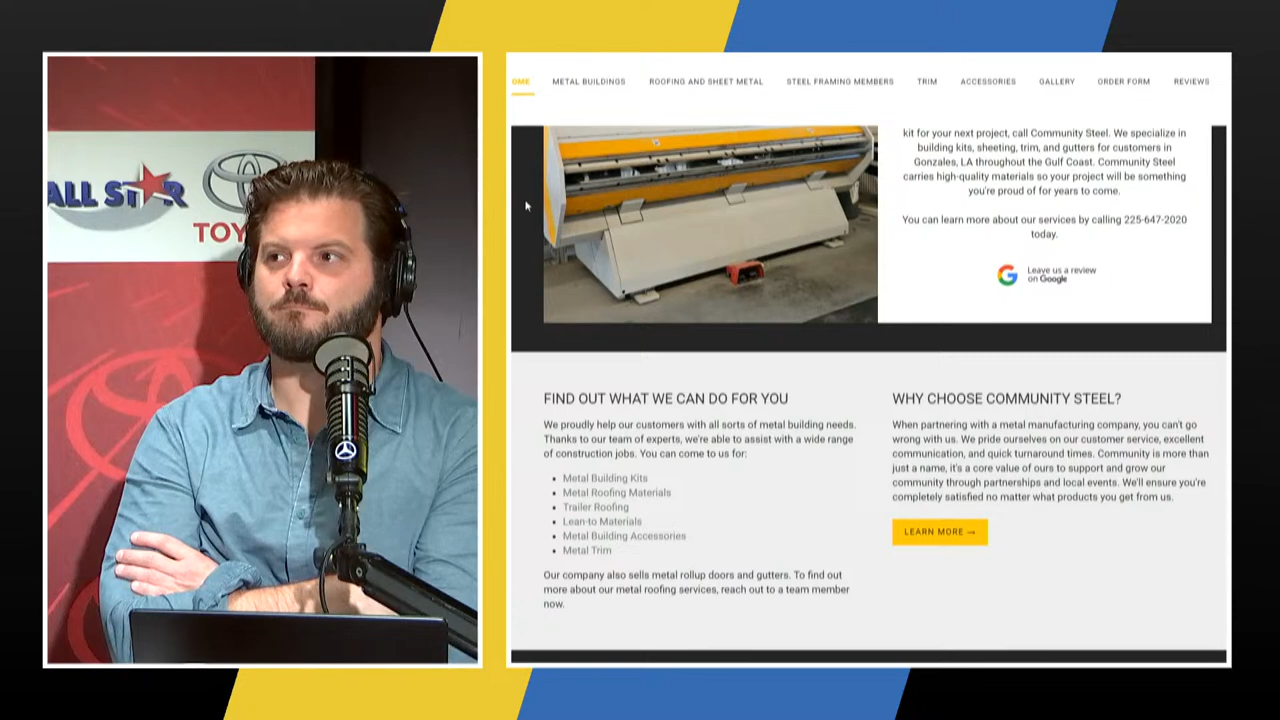 ALL STAR
TOY
OME
METAL BUILDINGS
ROOFING AND SHEET METAL
STEEL FRAMING MEMBERS
TRIM
ACCESSORIES
GALLERY
ORDER FORM
REVIEWS
kit for your next project, call Community Steel. We specialize in
building kits, sheeting, trim, and gutters for customers in
Gonzales, LA throughout the Gulf Coast. Community Steel
carries high-quality materials so your project will be something
you're proud of for years to come.
You can learn more about our services by calling 225-647-2020
today.
Leave us a review
on Google
FIND OUT WHAT WE CAN DO FOR YOU
We proudly help our customers with all sorts of metal building needs.
Thanks to our team of experts, we're able to assist with a wide range
of construction jobs. You can come to us for:
• Metal Building Kits
• Metal Roofing Materials
• Trailer Roofing
• Lean-to Materials
• Metal Building Accessories
• Metal Trim
Our company also sells metal rollup doors and gutters. To find out
more about our metal roofing services, reach out to a team member
now.
WHY CHOOSE COMMUNITY STEEL?
When partnering with a metal manufacturing company, you can't go
wrong with us. We pride ourselves on our customer service, excellent
communication, and quick turnaround times. Community is more than
just a name, it's a core value of ours to support and grow our
community through partnerships and local events. We'll ensure you're
completely satisfied no matter what products you get from us.
LEARN MORE →